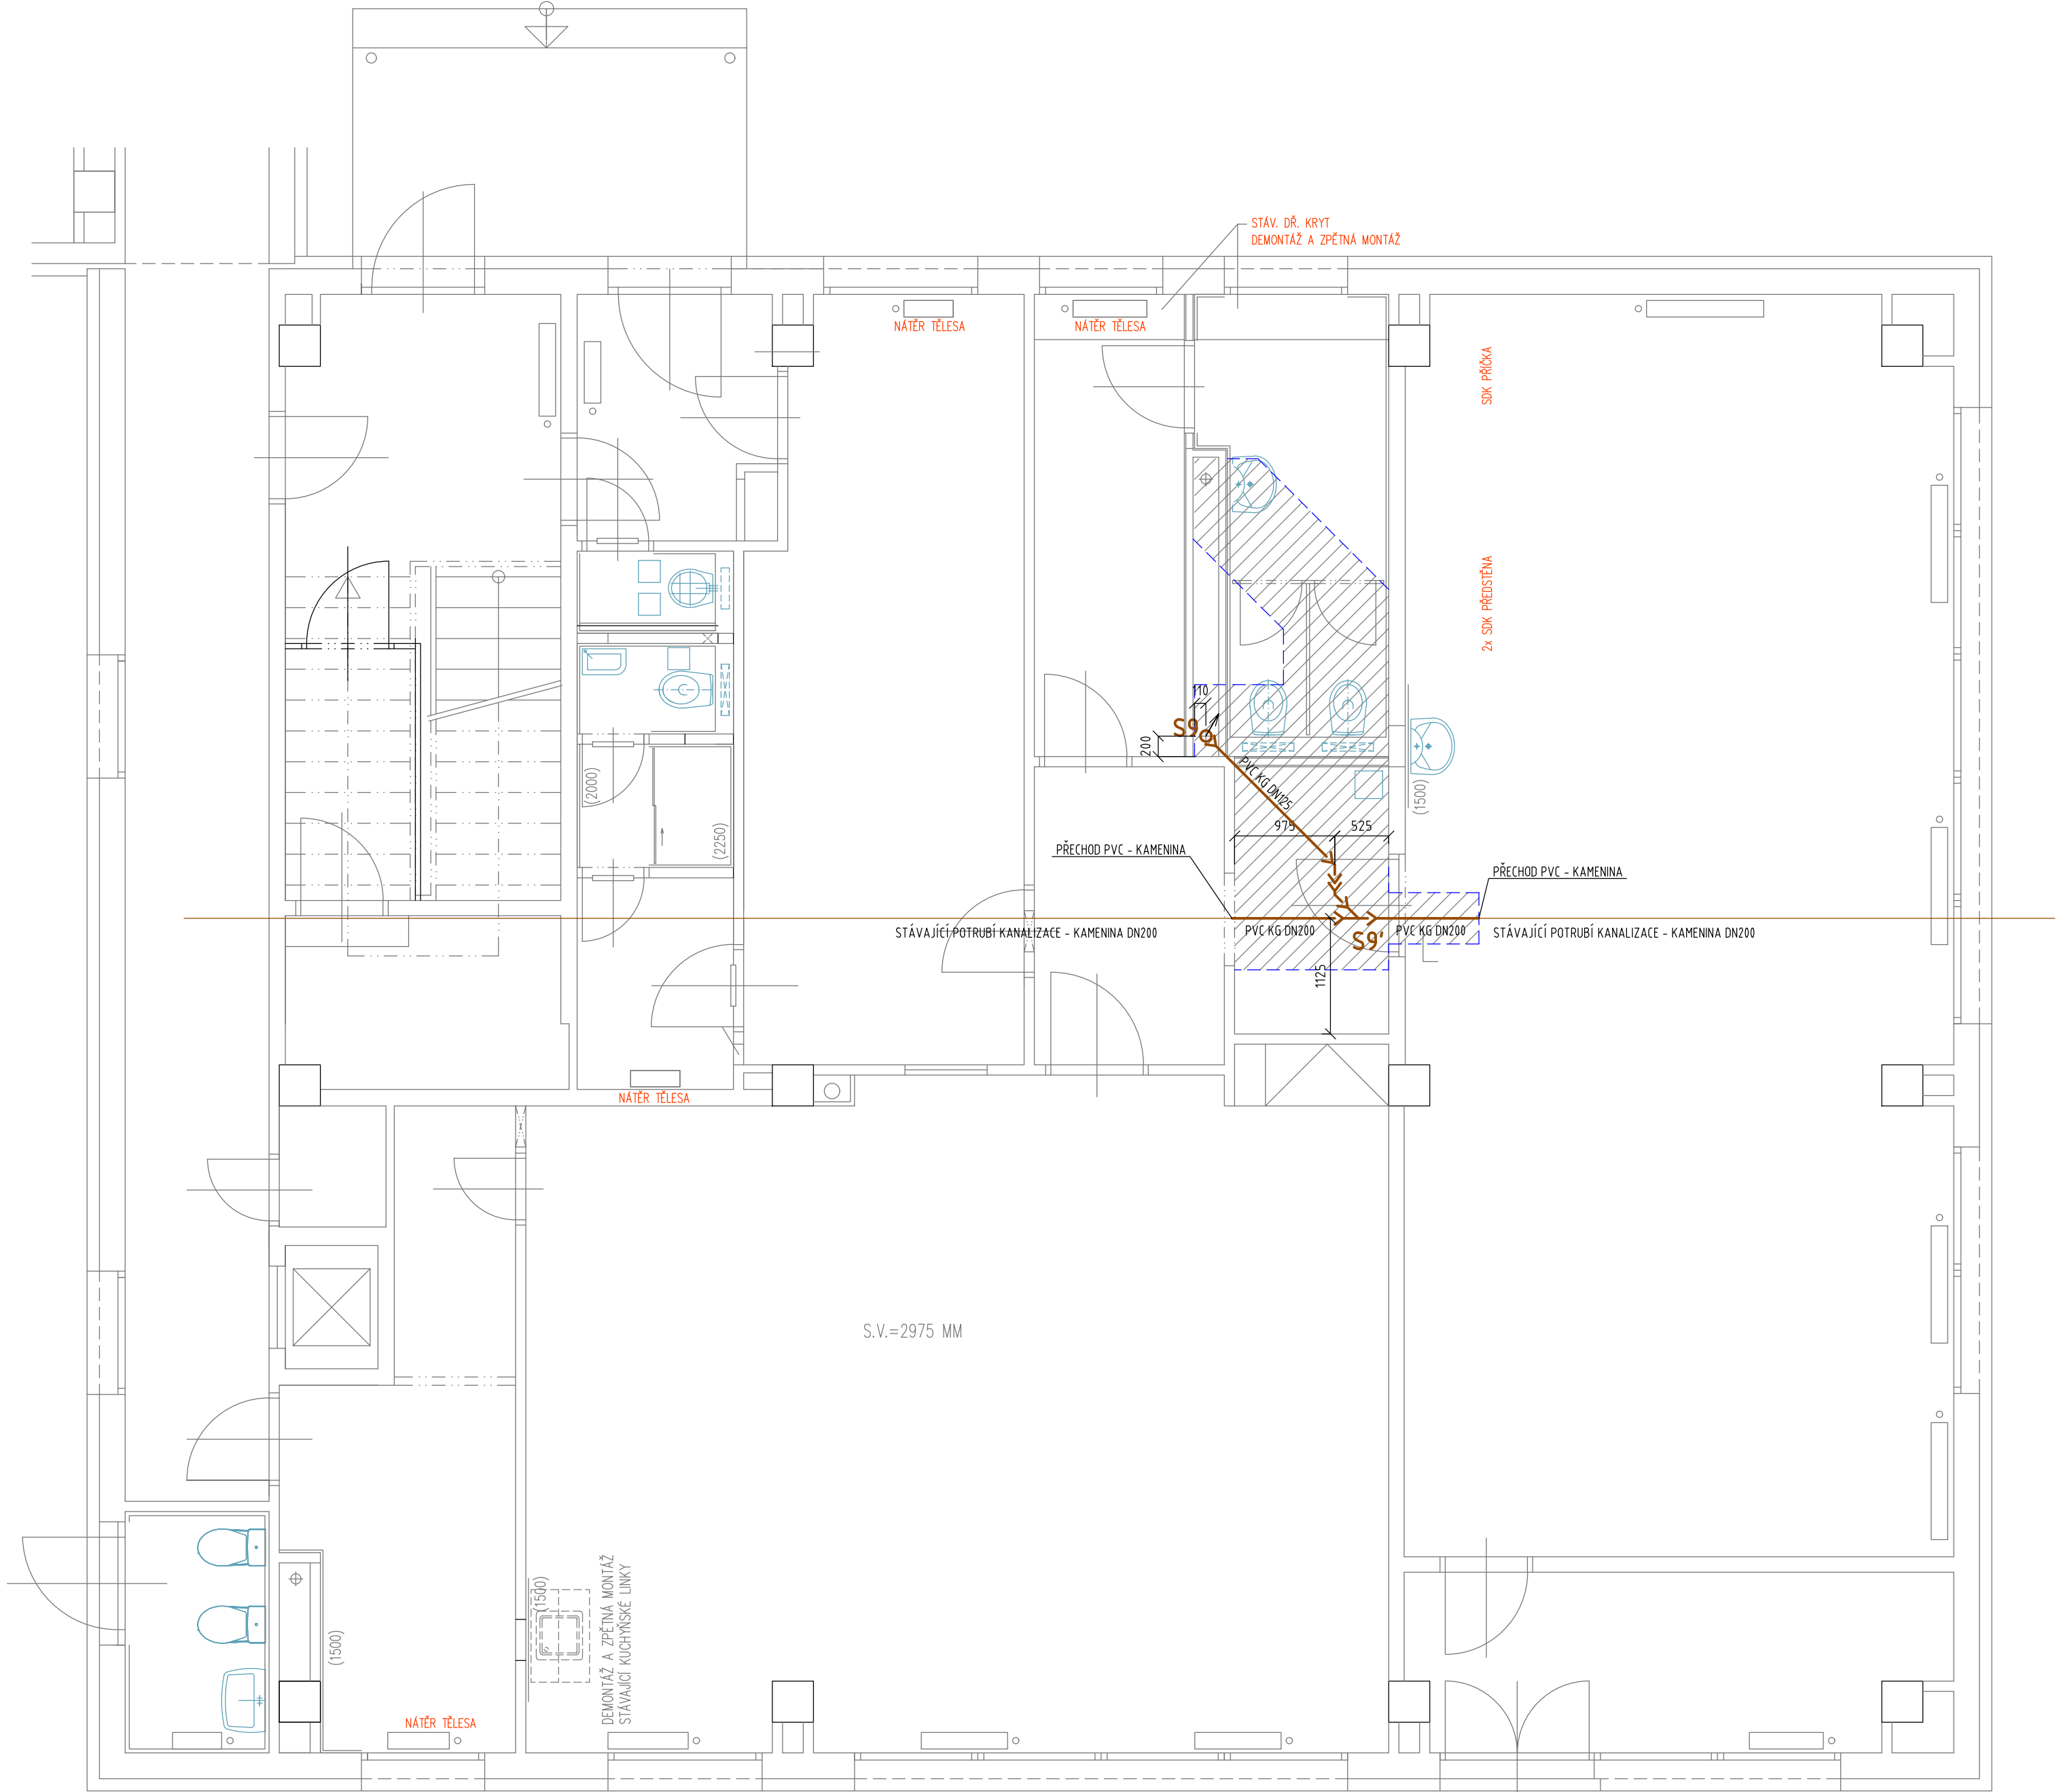 STÁV. DŘ. KRYT
DEMONTÁŽ A ZPĚTNÁ MONTÁŽ
NÁTĚR TĚLESA
NÁTĚR TĚLESA
SDK PŘÍČKA
2x SDK PŘEDSTĚNA
110
S9
200
PVC KG DN125
(2000)
(2250)
(1500)
975
525
PŘECHOD PVC - KAMENINA
PŘECHOD PVC - KAMENINA
STÁVAJÍCÍ POTRUBÍ KANALIZACE - KAMENINA DN200
PVC KG DN200
S9'
PVC KG DN200
STÁVAJÍCÍ POTRUBÍ KANALIZACE - KAMENINA DN200
1125
NÁTĚR TĚLESA
S.V.=2975 MM
(1500)
DEMONTÁŽ A ZPĚTNÁ MONTÁŽ
STÁVAJÍCÍ KUCHYŇSKÉ LINKY
(1500)
NÁTĚR TĚLESA